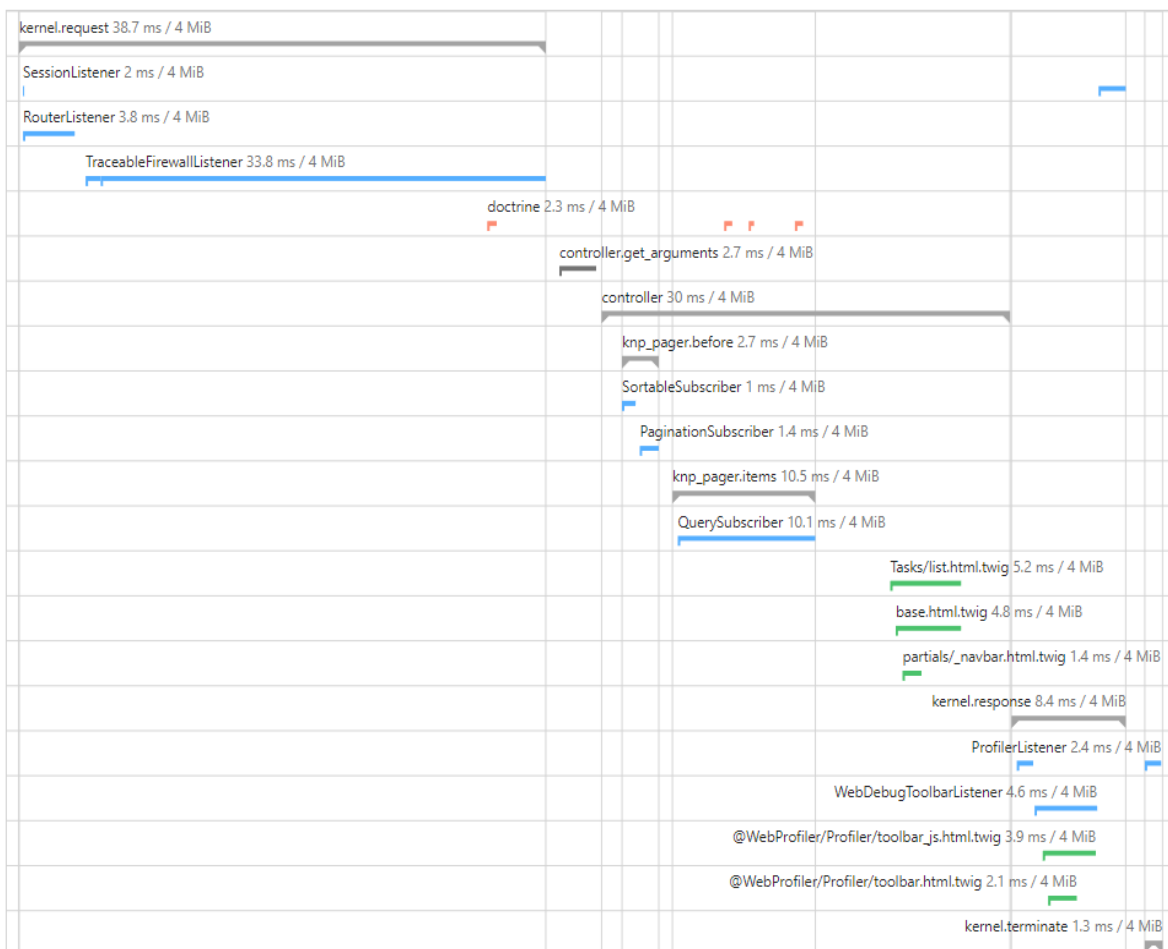 kernel.request 38.7 ms / 4 MiB
SessionListener 2 ms / 4 MiB
RouterListener 3.8 ms / 4 MiB
TraceableFirewallListener 33.8 ms / 4 MiB
doctrine 2.3 ms / 4 MiB
controller.get_arguments 2.7 ms / 4 MiB
controller 30 ms / 4 MiB
knp_pager.before 2.7 ms / 4 MiB
SortableSubscriber 1 ms / 4 MiB
PaginationSubscriber 1.4 ms / 4 MiB
knp_pager.items 10.5 ms / 4 MiB
QuerySubscriber 10.1 ms / 4 MiB
Tasks/list.html.twig 5.2 ms / 4 MiB
base.html.twig 4.8 ms / 4 MiB
partials/_navbar.html.twig 1.4 ms / 4 MiB
kernel.response 8.4 ms / 4 MiB
ProfilerListener 2.4 ms / 4 MiB
WebDebugToolbarListener 4.6 ms / 4 MiB
@WebProfiler/Profiler/toolbar_js.html.twig 3.9 ms / 4 MiB
@WebProfiler/Profiler/toolbar.html.twig 2.1 ms / 4 MiB
kernel.terminate 1.3 ms / 4 MiB